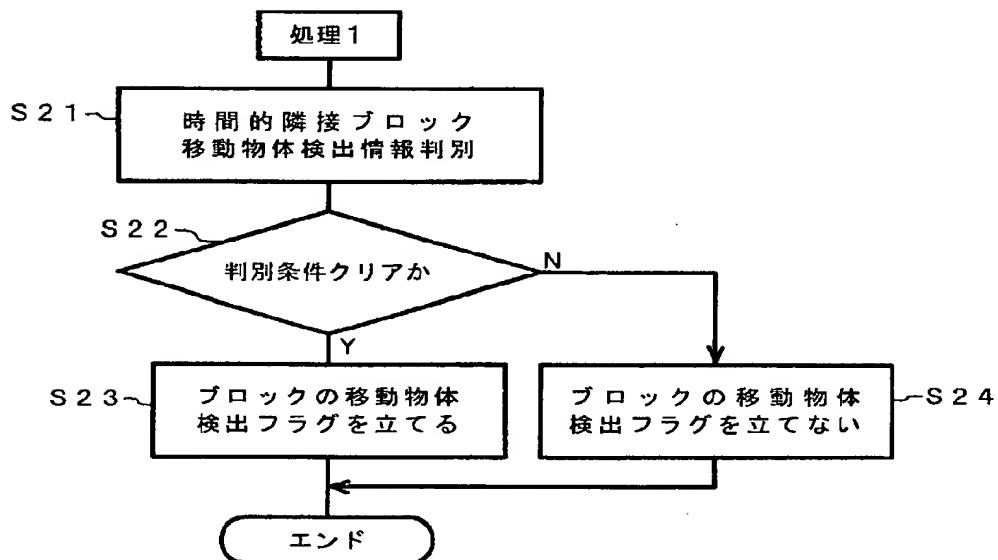 処理1
S21
時間的隣接ブロック
移動物体検出情報判別
S22
判別条件クリアか
N
Y
S23
ブロックの移動物体
検出フラグを立てる
ブロックの移動物体
検出フラグを立てない
S24
エンド